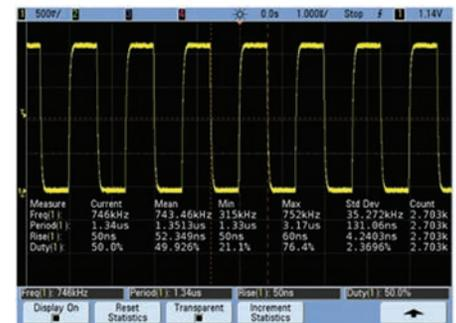 1 500▽/ 2 3 4 0.0s 1.000▽/ Stop 1 1.14V
Measure Current Mean Min Max Std Dev Count
Freq(1): 746kHz 743.46kHz 315kHz 752kHz 35.272kHz 2.703k
Period(1): 1.34us 1.3513us 1.33us 3.17us 131.06ns 2.703k
Rise(1): 50ns 52.349ns 50ns 60ns 4.2403ns 2.703k
Duty(1): 50.0% 49.926% 21.1% 76.4% 2.3696% 2.703k
Freq(1): 746kHz Period(1): 1.34us Rise(1): 50ns Duty(1): 50.0%
Display On Reset Statistics Transparent Increment Statistics